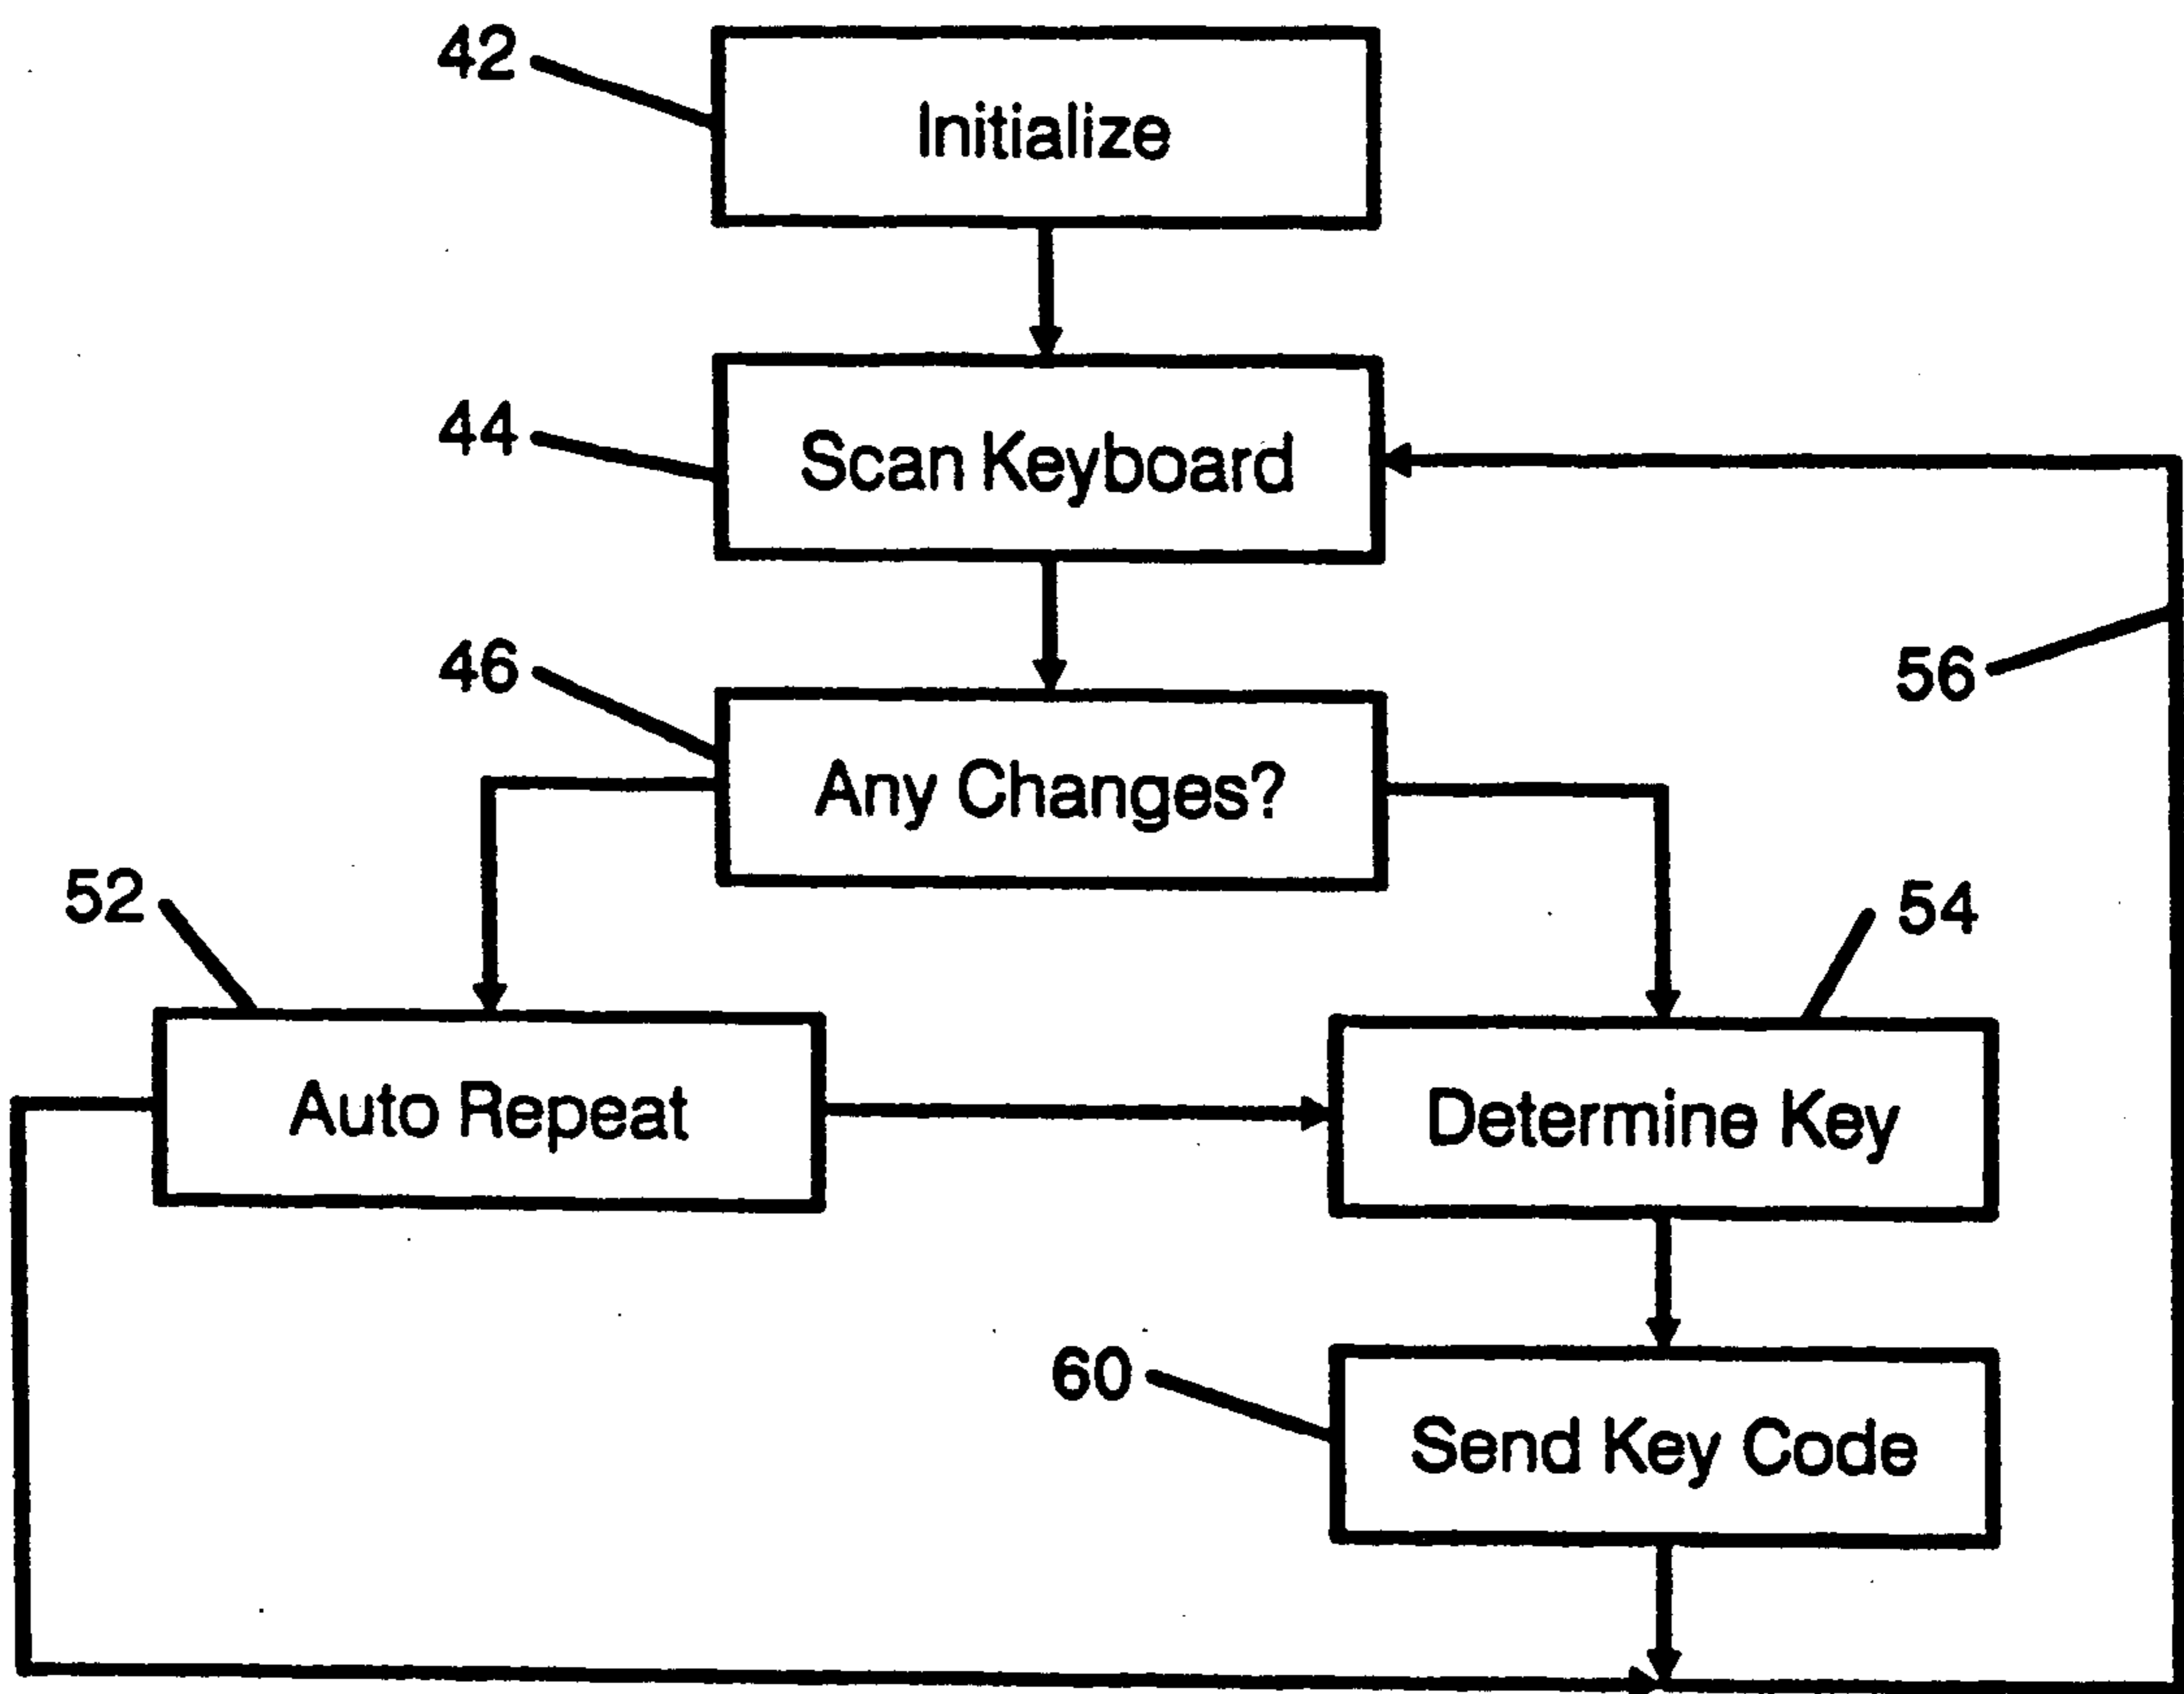 42
Initialize
44
Scan Keyboard
46
56
Any Changes?
52
54
Auto Repeat
Determine Key
60
Send Key Code